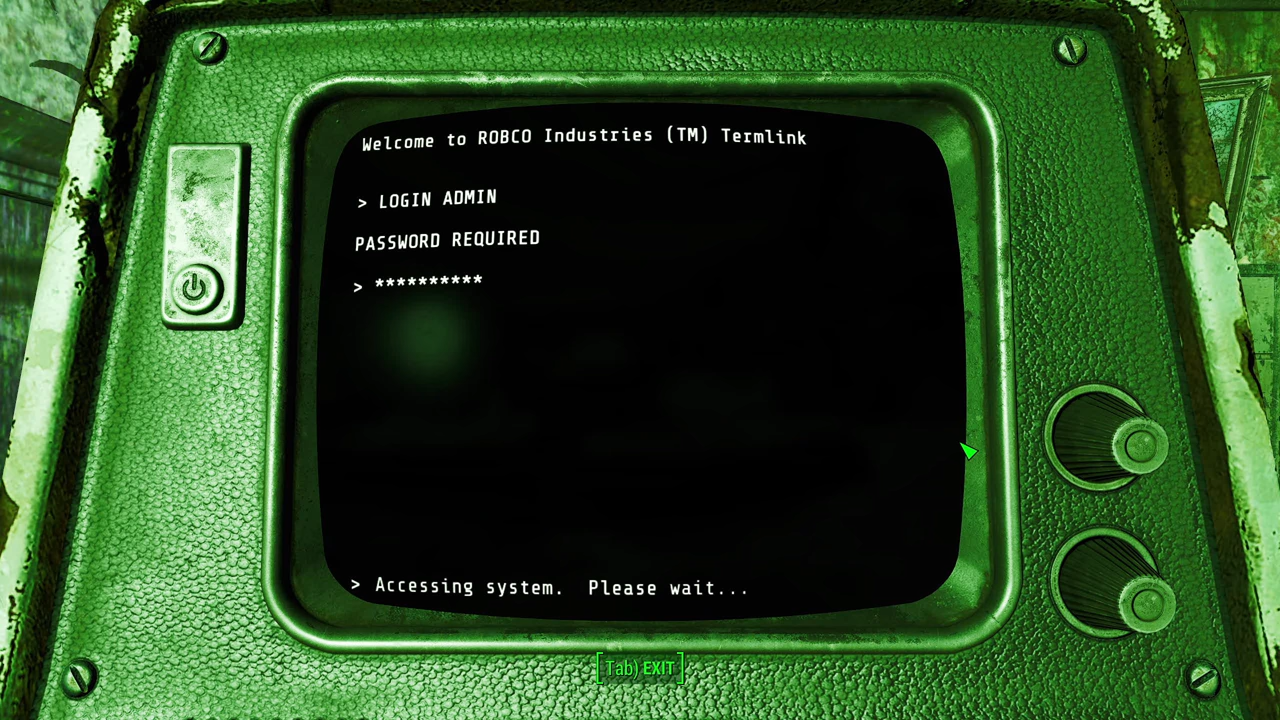 Welcome to ROBCO Industries (TM) Termlink
> LOGIN ADMIN
PASSWORD REQUIRED
> **********
> Accessing system.  Please wait...
[Tab) EXIT]